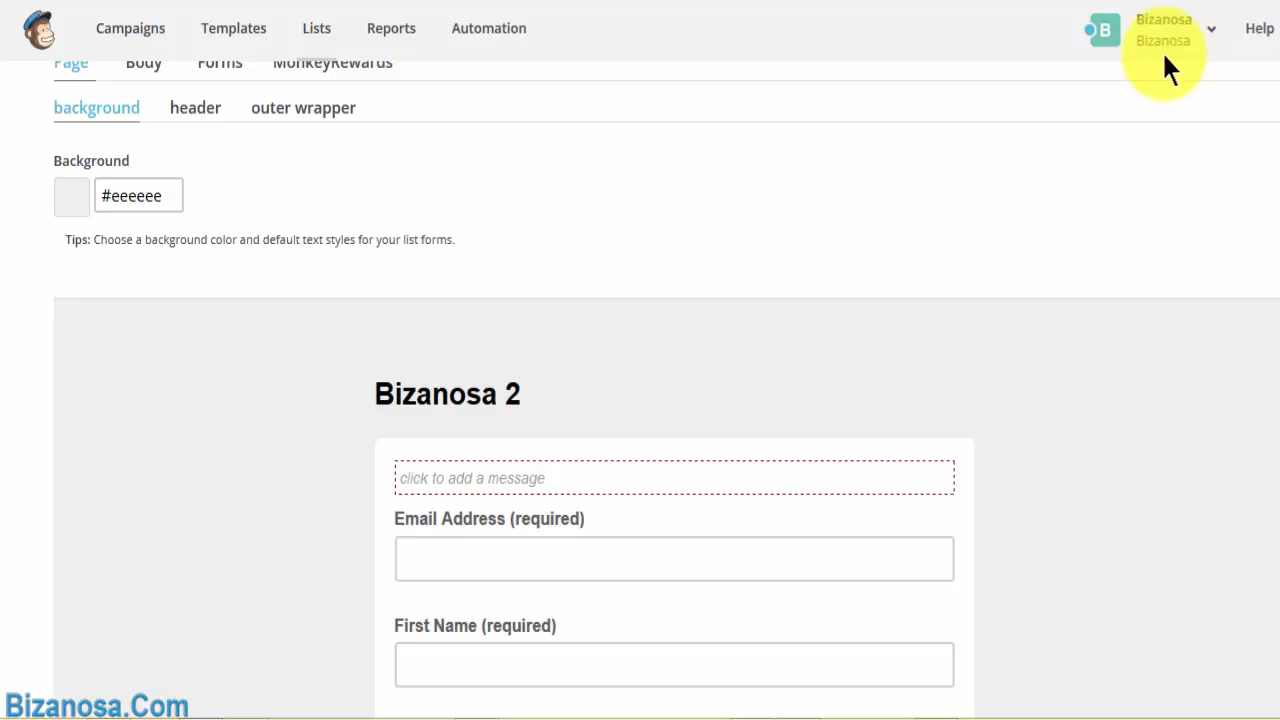 Campaigns Templates Lists Reports Automation
B
Bizanosa
Bizanosa
Help
Page Body Forms MonkeyRewards
background header outer wrapper
Background
#eeeeee
Tips: Choose a background color and default text styles for your list forms.
Bizanosa 2
click to add a message
Email Address (required)
First Name (required)
Bizanosa.Com